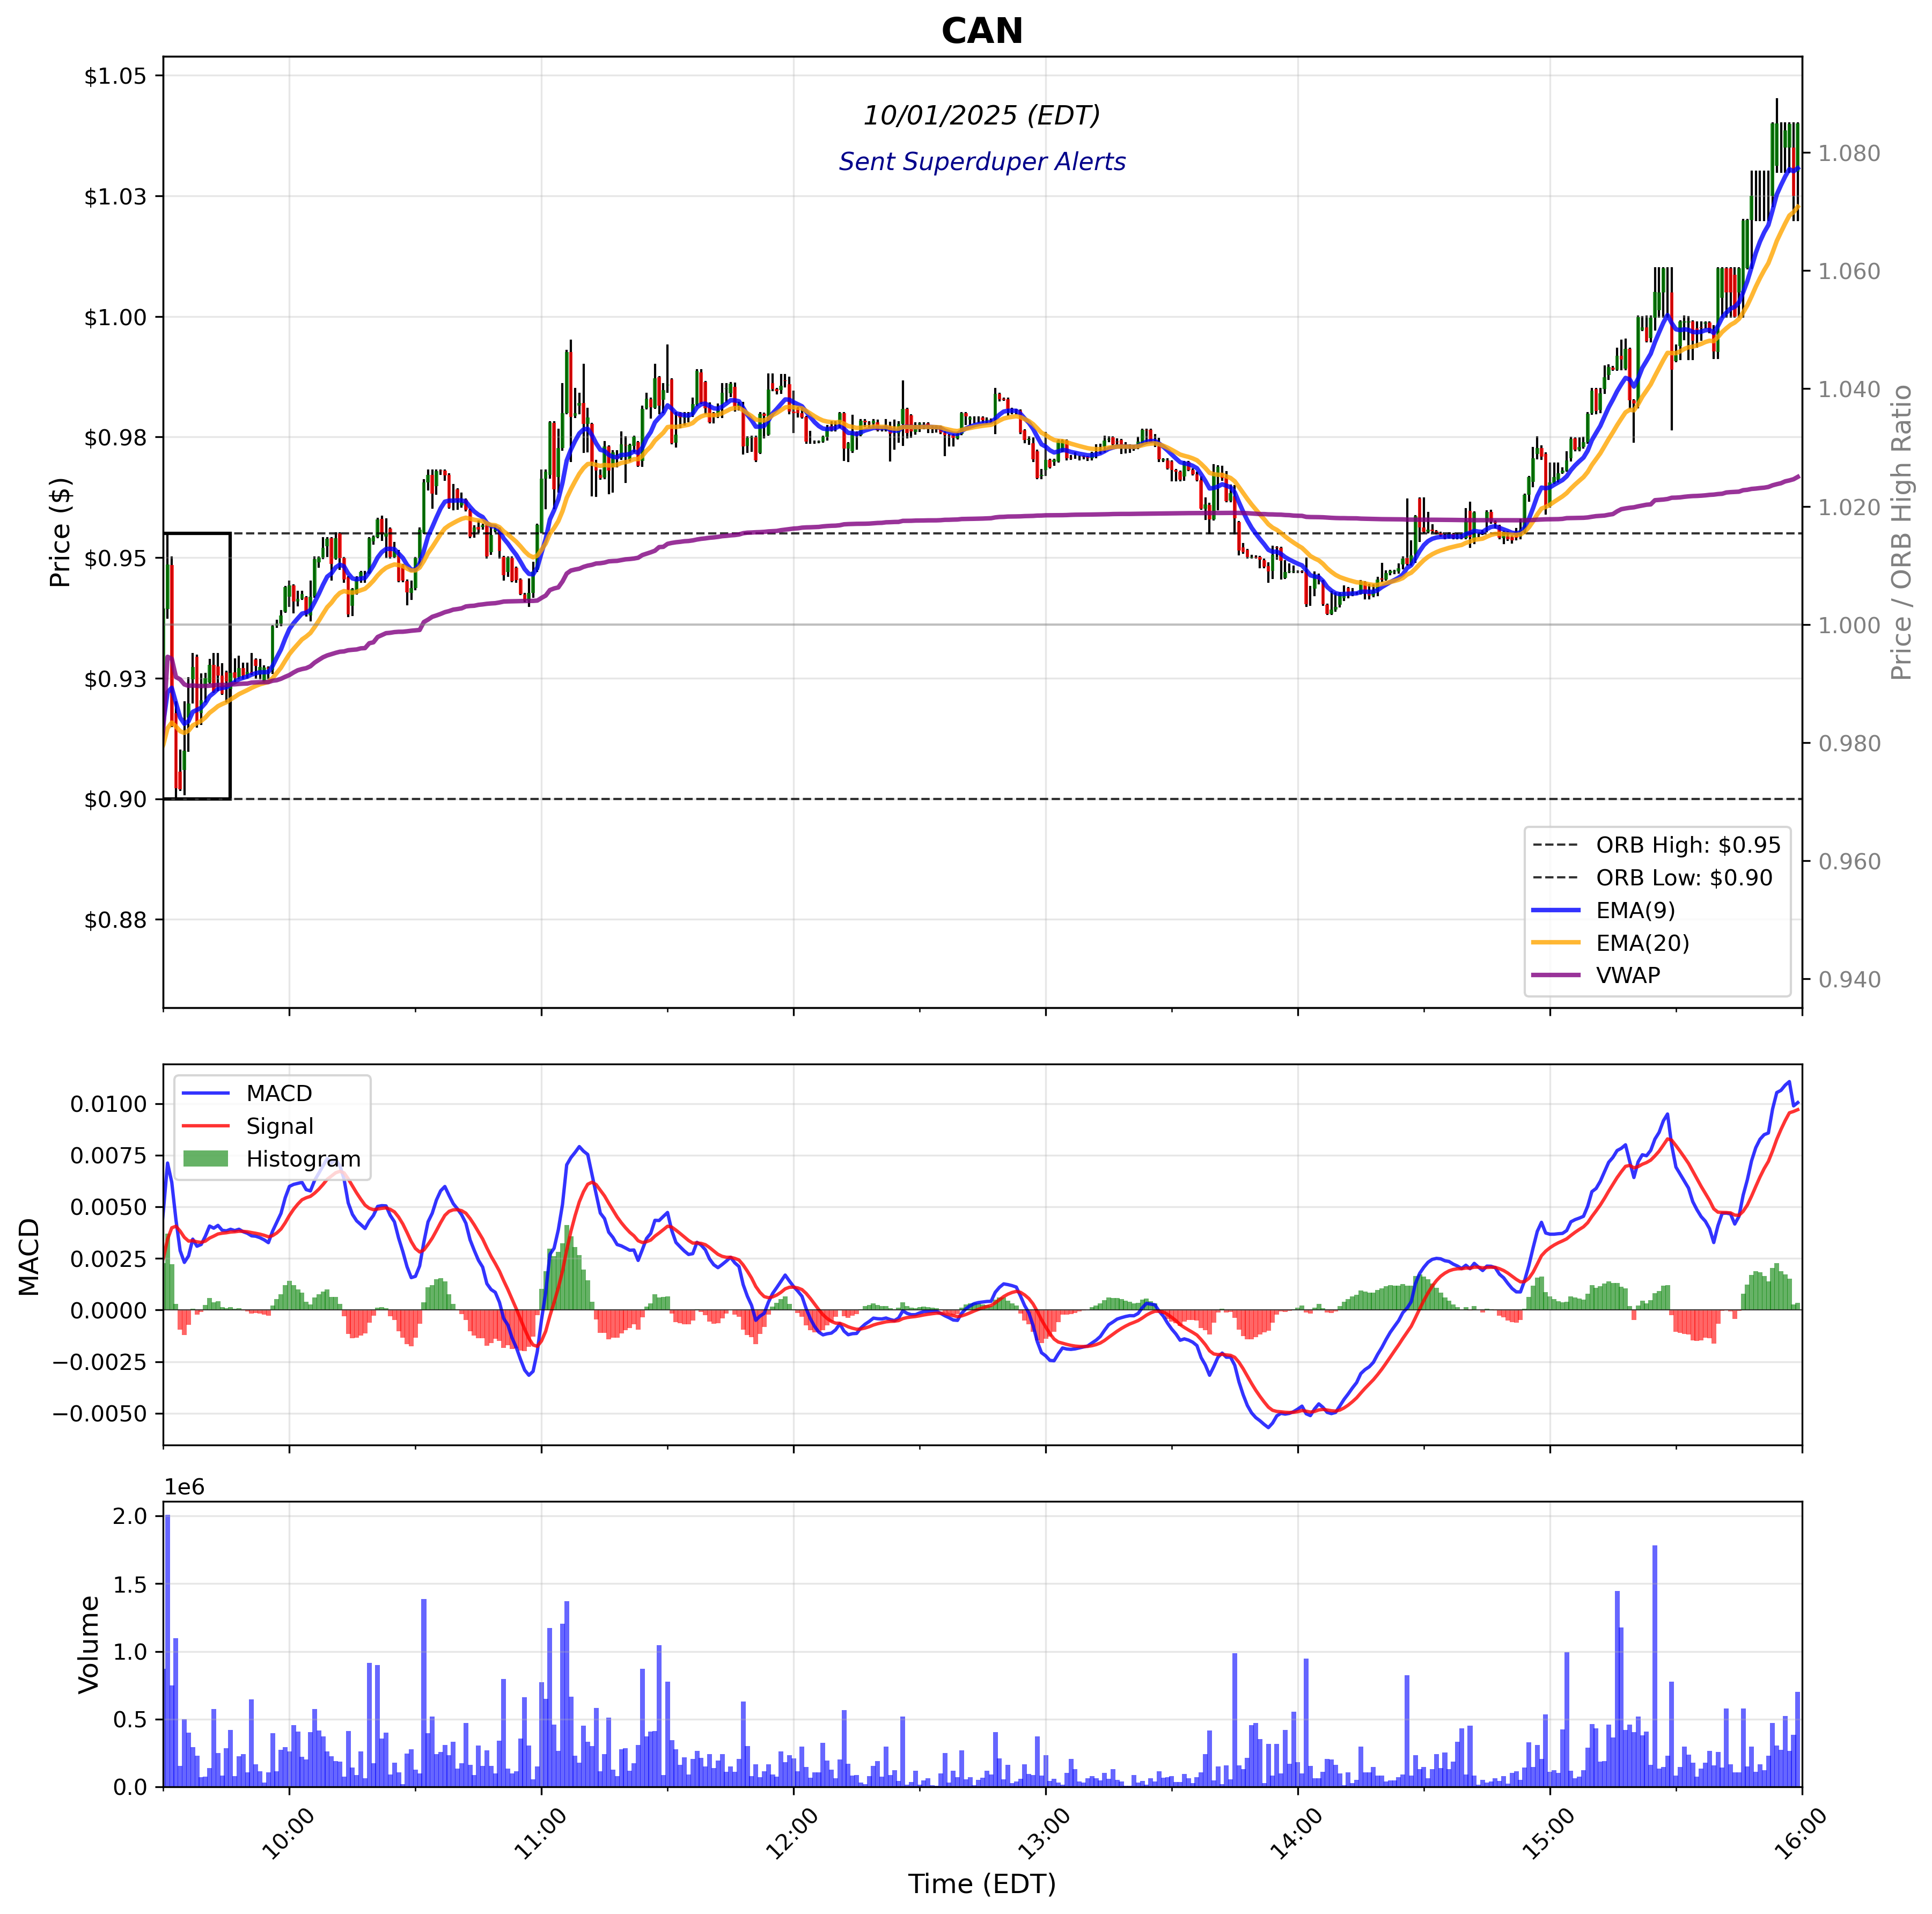 CAN
10/01/2025 (EDT)
Sent Superduper Alerts
Price ($)
$1.05
$1.03
$1.00
$0.98
$0.95
$0.93
$0.90
$0.88
Price / ORB High Ratio
1.080
1.060
1.040
1.020
1.000
0.980
0.960
0.940
ORB High: $0.95
ORB Low: $0.90
EMA(9)
EMA(20)
VWAP
MACD
0.0100
0.0075
0.0050
0.0025
0.0000
−0.0025
−0.0050
MACD
Signal
Histogram
1e6
Volume
2.0
1.5
1.0
0.5
0.0
10:00
11:00
12:00
13:00
14:00
15:00
16:00
Time (EDT)